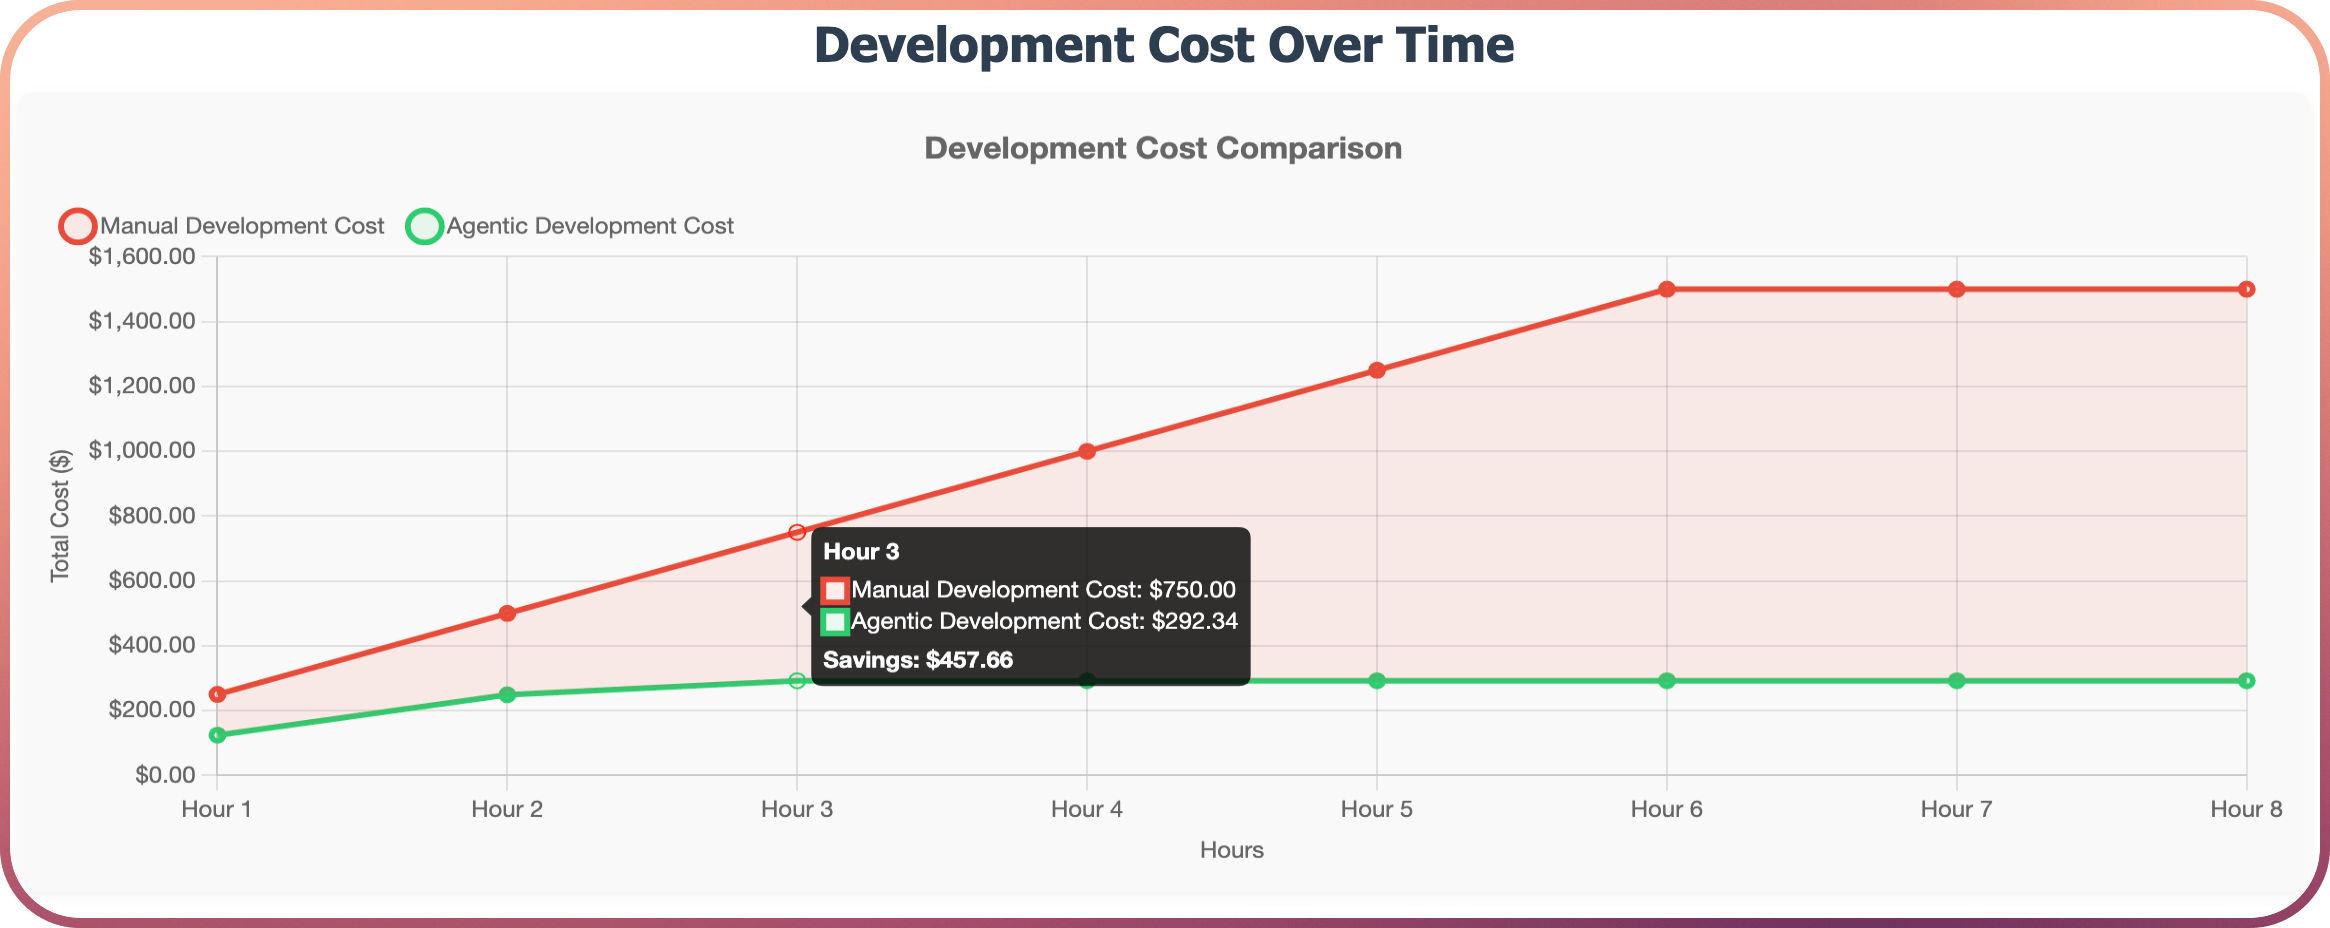 Development Cost Over Time
Development Cost Comparison
Manual Development Cost Agentic Development Cost
$1,600.00
$1,400.00
$1,200.00
$1,000.00
$800.00
$600.00
$400.00
$200.00
$0.00
Total Cost ($)
Hour 3
Manual Development Cost: $750.00
Agentic Development Cost: $292.34
Savings: $457.66
Hour 1 Hour 2 Hour 3 Hour 4 Hour 5 Hour 6 Hour 7 Hour 8
Hours